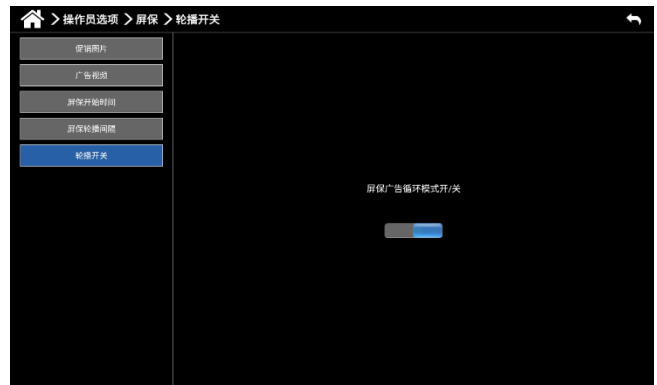 操作员选项 屏保 轮播开关
促销图片
广告视频
屏保开始时间
屏保轮播间隔
轮播开关
屏保广告循环模式开/关